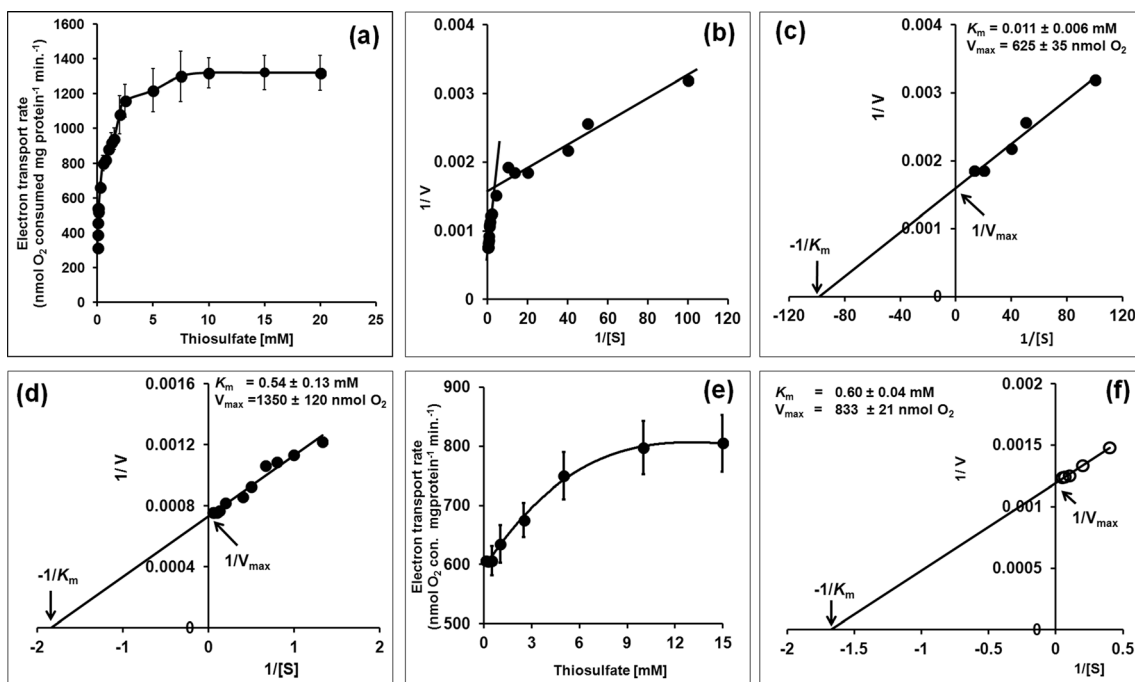 (a)
1600
1400
1200
1000
800
600
400
200
0
0 5 10 15 20 25
Electron transport rate
(nmol O2 consumed mg protein-1 min.-1)
Thiosulfate [mM]
(b)
0.004
0.003
0.002
0.001
0
0 20 40 60 80 100 120
1/ V
1/[S]
(c)
Km = 0.011 ± 0.006 mM
Vmax = 625 ± 35 nmol O2
0.004
0.003
0.002
0.001
0
-120 -80 -40 0 40 80 120
1/ V
1/Vmax
-1/Km
1/[S]
(d)
Km = 0.54 ± 0.13 mM
Vmax =1350 ± 120 nmol O2
0.0016
0.0012
0.0008
0.0004
0
-2 -1 0 1 2
1/ V
1/Vmax
-1/Km
1/[S]
(e)
900
800
700
600
500
0 3 6 9 12 15
Electron transport rate
(nmol O2 con. mgprotein-1 min.-1)
Thiosulfate [mM]
(f)
Km = 0.60 ± 0.04 mM
Vmax = 833 ± 21 nmol O2
0.002
0.0015
0.001
0.0005
0
-2 -1.5 -1 -0.5 0 0.5
1/ V
1/Vmax
-1/Km
1/[S]